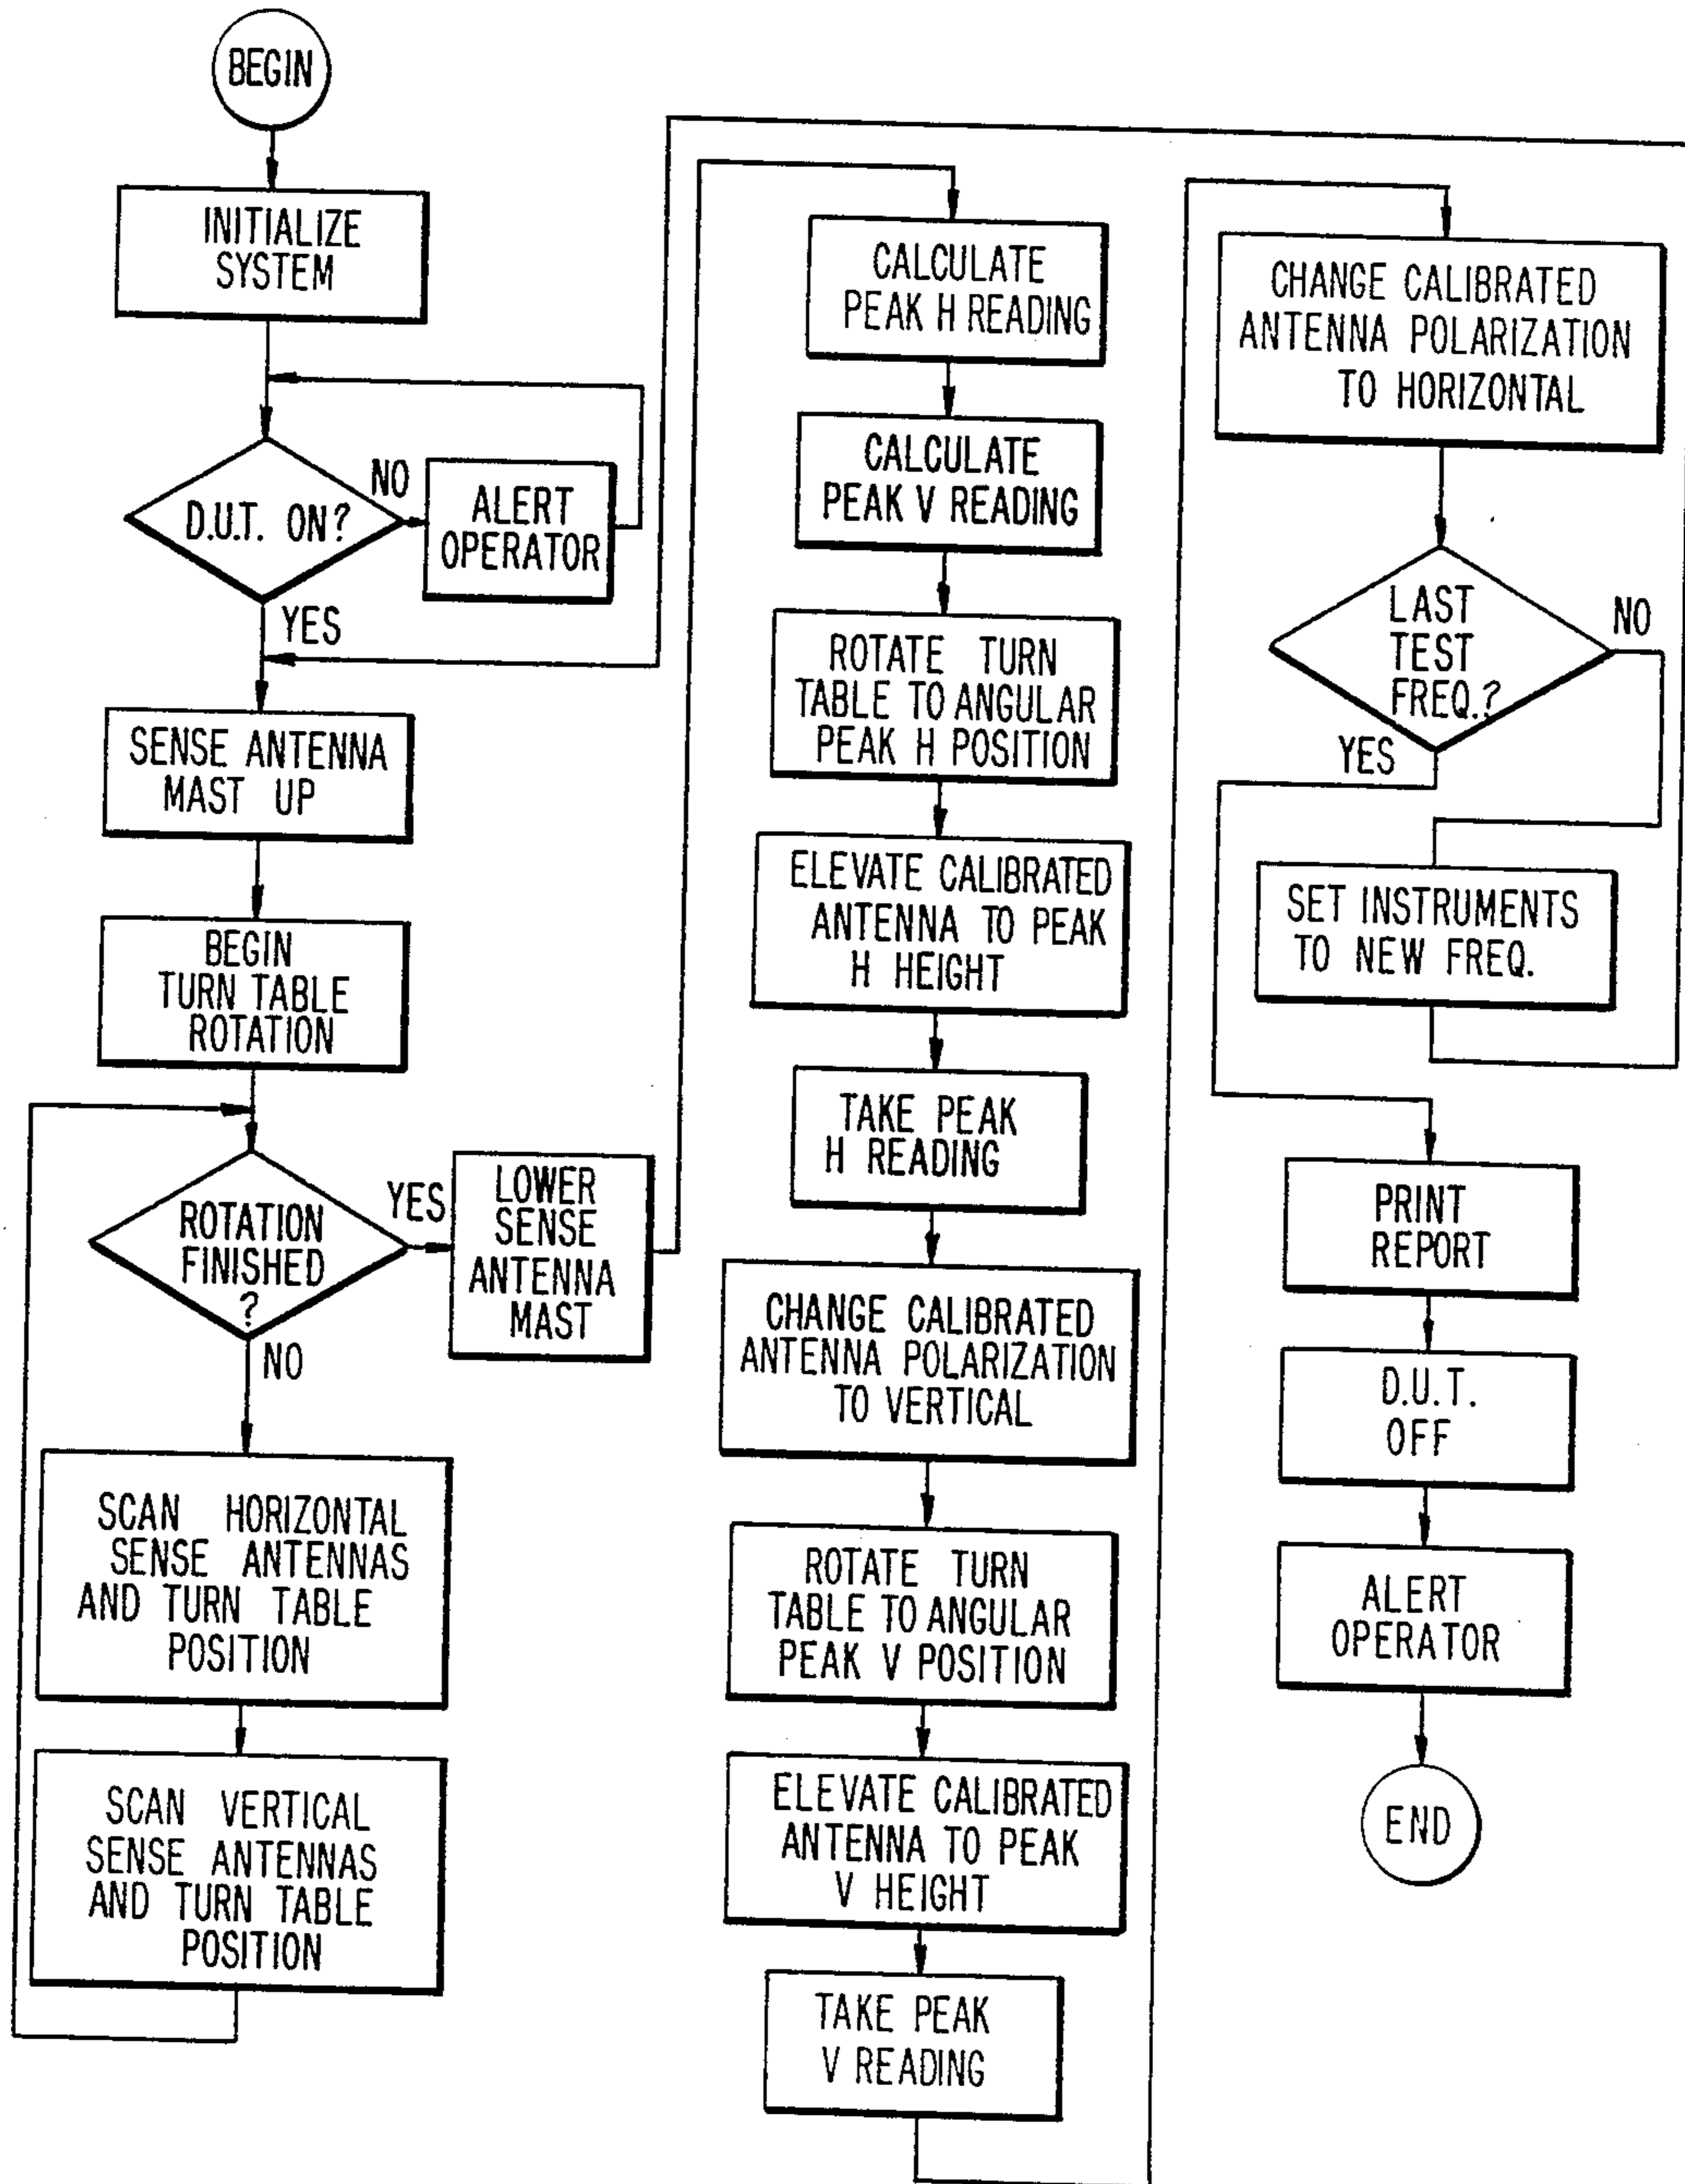 BEGIN
INITIALIZE
SYSTEM
D.U.T. ON?
NO
ALERT
OPERATOR
YES
SENSE ANTENNA
MAST UP
BEGIN
TURN TABLE
ROTATION
ROTATION
FINISHED
?
YES
LOWER
SENSE
ANTENNA
MAST
NO
SCAN HORIZONTAL
SENSE ANTENNAS
AND TURN TABLE
POSITION
SCAN VERTICAL
SENSE ANTENNAS
AND TURN TABLE
POSITION
CALCULATE
PEAK H READING
CALCULATE
PEAK V READING
ROTATE TURN
TABLE TO ANGULAR
PEAK H POSITION
ELEVATE CALIBRATED
ANTENNA TO PEAK
H HEIGHT
TAKE PEAK
H READING
CHANGE CALIBRATED
ANTENNA POLARIZATION
TO VERTICAL
ROTATE TURN
TABLE TO ANGULAR
PEAK V POSITION
ELEVATE CALIBRATED
ANTENNA TO PEAK
V HEIGHT
TAKE PEAK
V READING
CHANGE CALIBRATED
ANTENNA POLARIZATION
TO HORIZONTAL
LAST
TEST
FREQ.?
NO
YES
SET INSTRUMENTS
TO NEW FREQ.
PRINT
REPORT
D.U.T.
OFF
ALERT
OPERATOR
END